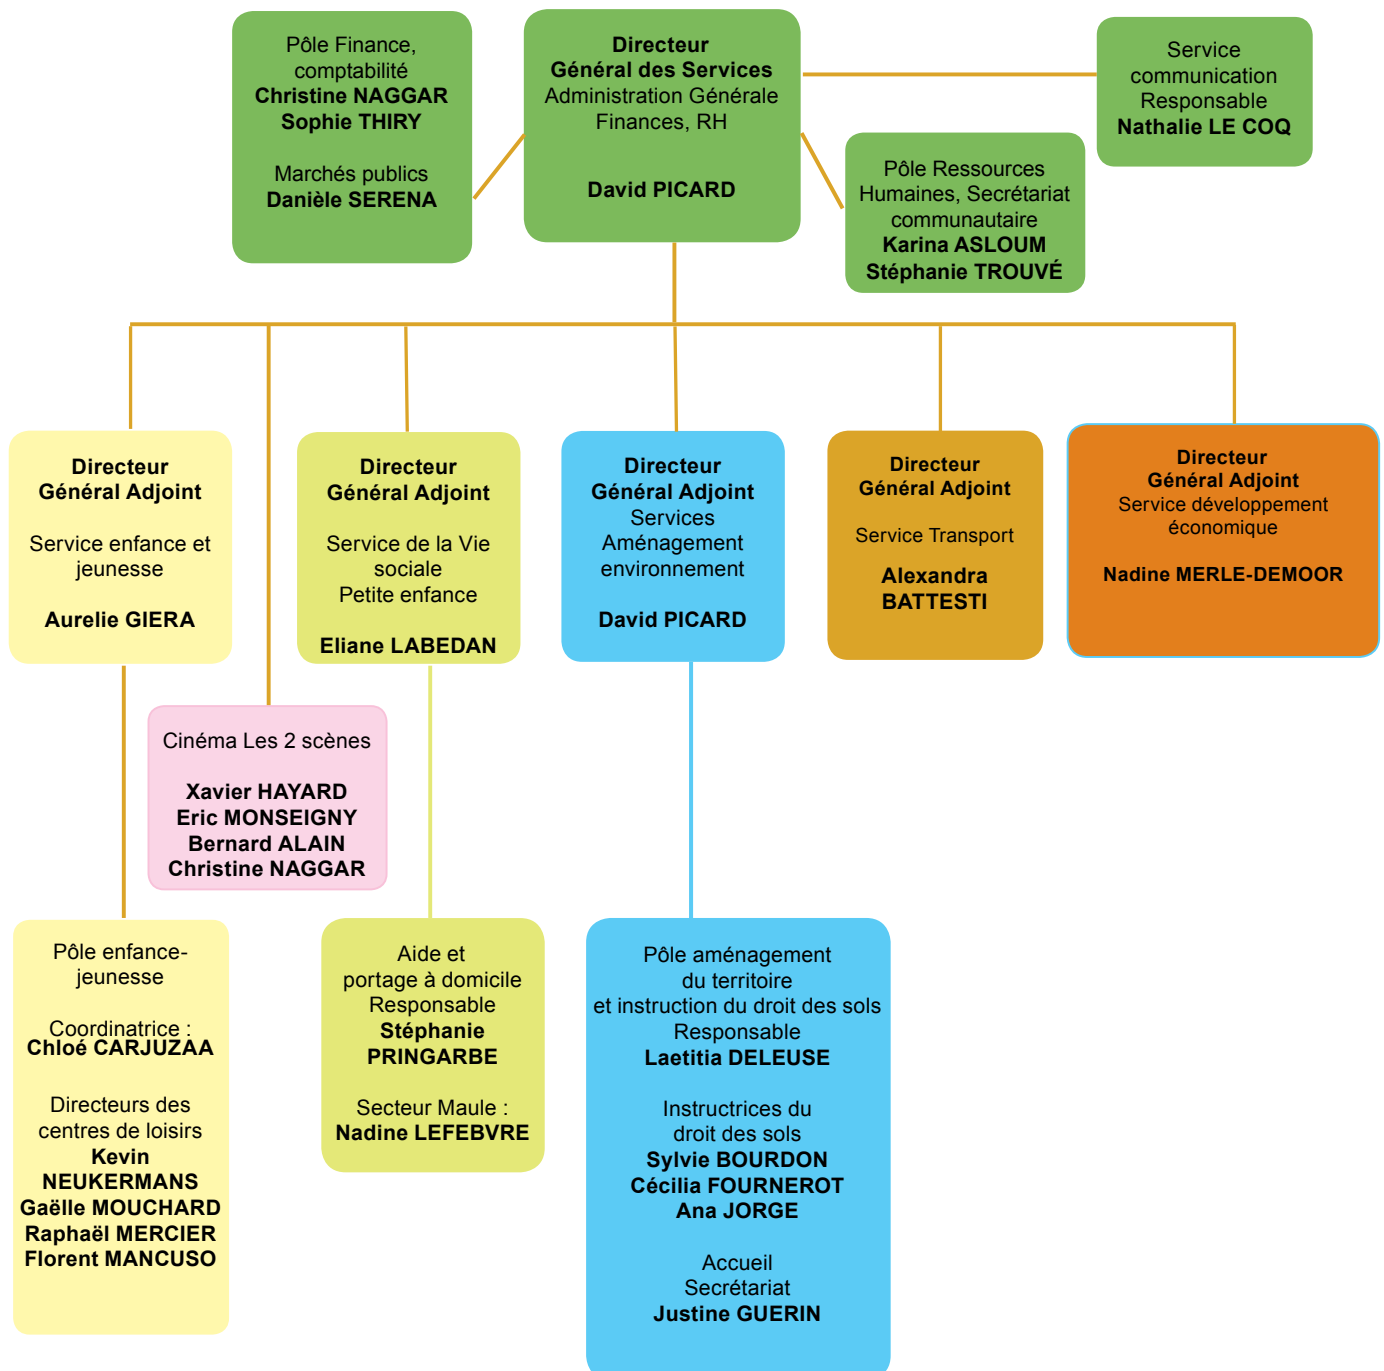 Pôle Finance,
comptabilité
Christine NAGGAR
Sophie THIRY
Marchés publics
Danièle SERENA
Directeur
Général des Services
Administration Générale
Finances, RH
David PICARD
Service
communication
Responsable
Nathalie LE COQ
Pôle Ressources
Humaines, Secrétariat
communautaire
Karina ASLOUM
Stéphanie TROUVÉ
Directeur
Général Adjoint
Service enfance et
jeunesse
Aurelie GIERA
Directeur
Général Adjoint
Service de la Vie
sociale
Petite enfance
Eliane LABEDAN
Directeur
Général Adjoint
Services
Aménagement
environnement
David PICARD
Directeur
Général Adjoint
Service Transport
Alexandra
BATTESTI
Directeur
Général Adjoint
Service développement
économique
Nadine MERLE-DEMOOR
Cinéma Les 2 scènes
Xavier HAYARD
Eric MONSEIGNY
Bernard ALAIN
Christine NAGGAR
Pôle enfance-
jeunesse
Coordinatrice :
Chloé CARJUZAA
Directeurs des
centres de loisirs
Kevin
NEUKERMANS
Gaëlle MOUCHARD
Raphaël MERCIER
Florent MANCUSO
Aide et
portage à domicile
Responsable
Stéphanie
PRINGARBE
Secteur Maule :
Nadine LEFEBVRE
Pôle aménagement
du territoire
et instruction du droit des sols
Responsable
Laetitia DELEUSE
Instructrices du
droit des sols
Sylvie BOURDON
Cécilia FOURNEROT
Ana JORGE
Accueil
Secrétariat
Justine GUERIN